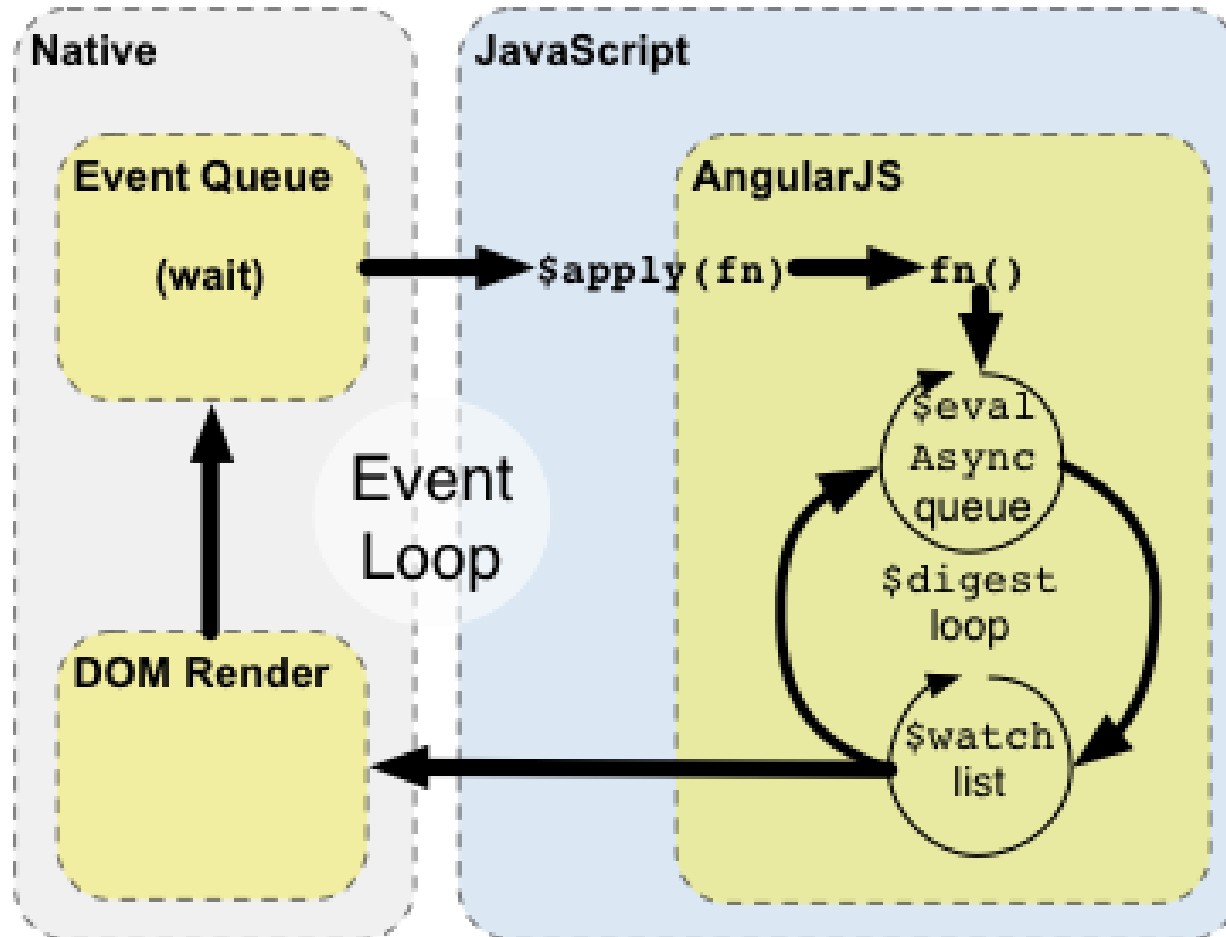 Native
Event Queue
(wait)
DOM Render
Event
Loop
JavaScript
AngularJS
$apply(fn)
fn()
$eval
Async
queue
$digest
loop
$watch
list